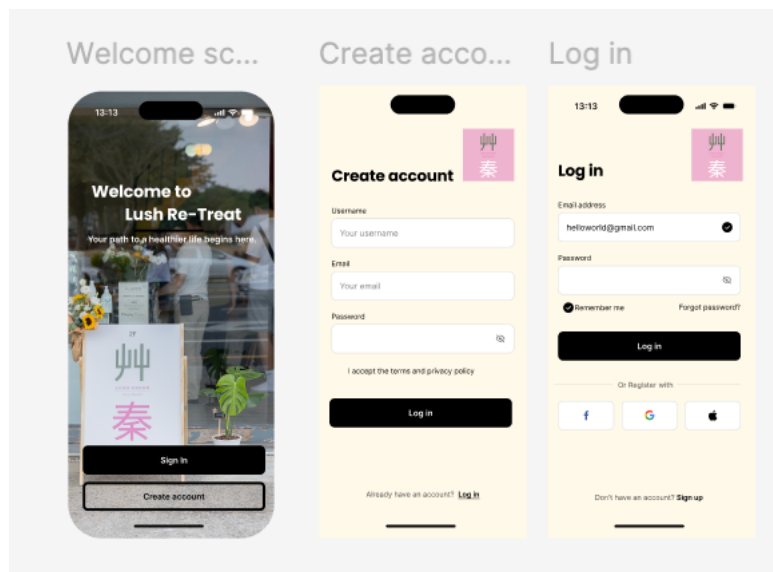 Welcome sc...
13:13
Welcome to
Lush Re-Treat
Your path to a healthier life begins here.
2F
艸
秦
Sign In
Create account
Create acco...
艸
秦
Create account
Username
Your username
Email
Your email
Password
I accept the terms and privacy policy
Log in
Already have an account? Log in
Log in
13:13
艸
秦
Log in
Email address
helloworld@gmail.com
Password
Remember me
Forgot password?
Log in
Or Register with
f
G
Don't have an account? Sign up